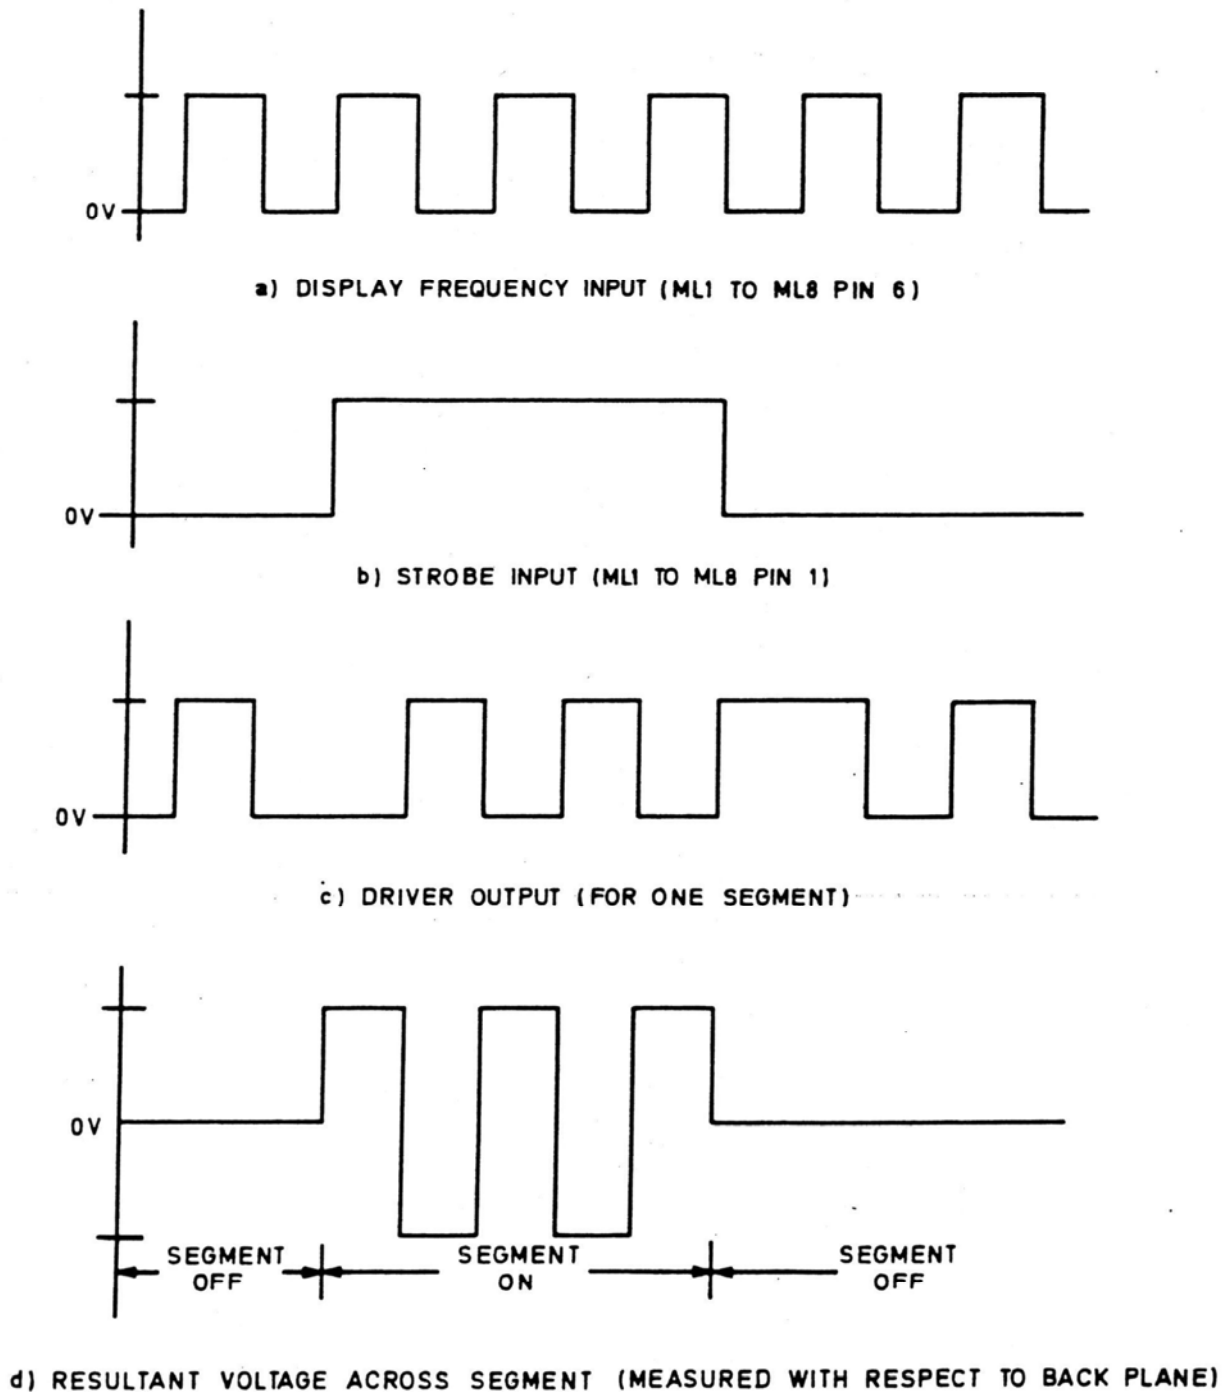 0V
a) DISPLAY FREQUENCY INPUT (ML1 TO ML8 PIN 6)
0V
b) STROBE INPUT (ML1 TO ML8 PIN 1)
0V
c) DRIVER OUTPUT (FOR ONE SEGMENT)
0V
SEGMENT OFF
SEGMENT ON
SEGMENT OFF
d) RESULTANT VOLTAGE ACROSS SEGMENT (MEASURED WITH RESPECT TO BACK PLANE)